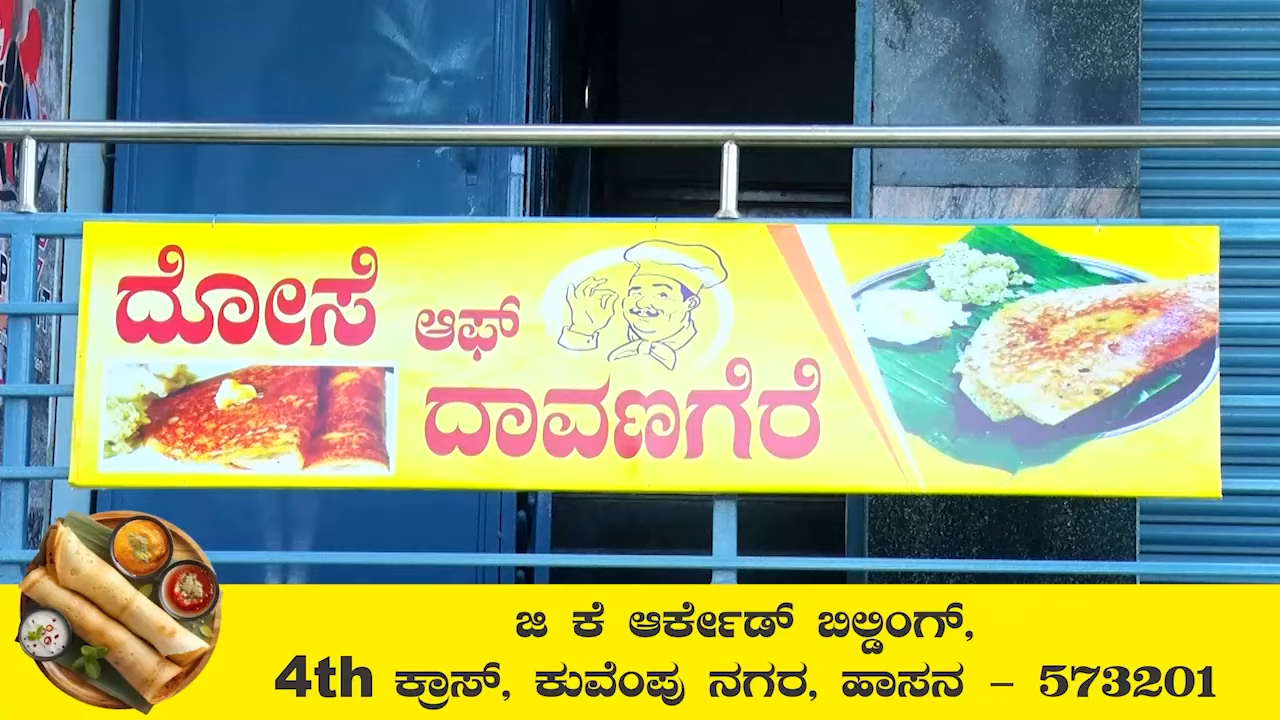 ದೋಸೆ ಆಫ್
ದಾವಣಗೆರೆ
ಜಿ ಕೆ ಆರ್ಕೇಡ್ ಬಿಲ್ಡಿಂಗ್,
4th ಕ್ರಾಸ್, ಕುವೆಂಪು ನಗರ, ಹಾಸನ – 573201